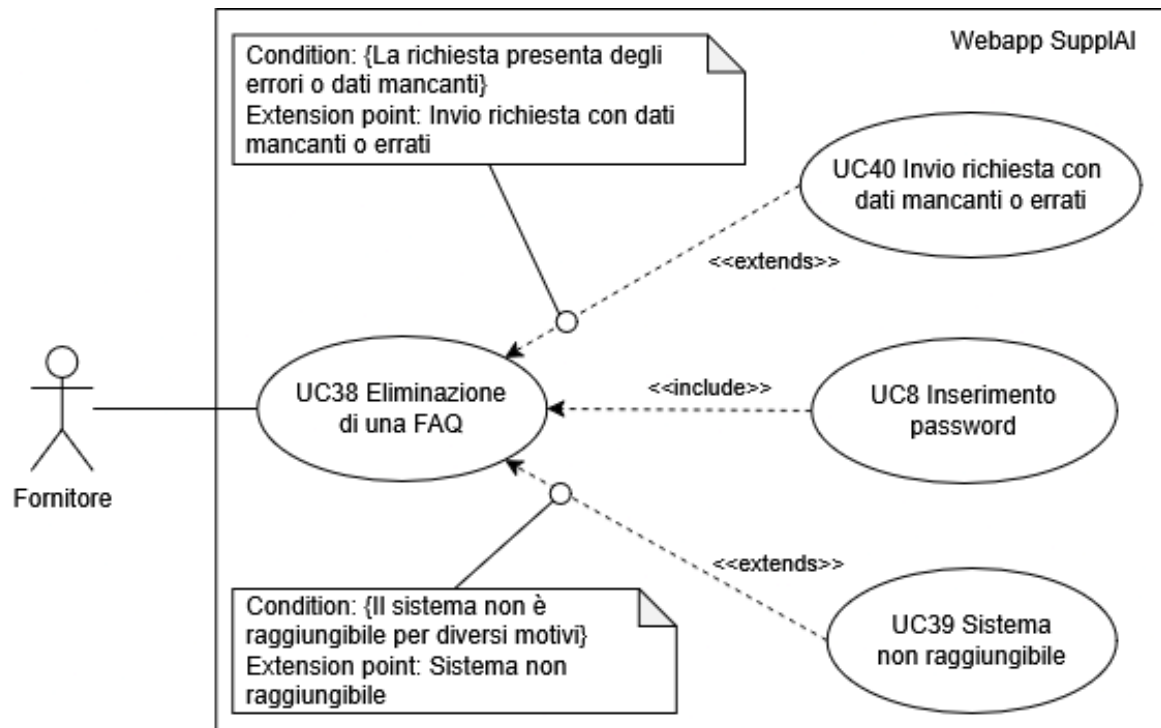 Webapp SupplAI
Condition: {La richiesta presenta degli
errori o dati mancanti}
Extension point: Invio richiesta con dati
mancanti o errati
UC40 Invio richiesta con
dati mancanti o errati
<<extends>>
UC38 Eliminazione
di una FAQ
<<include>>
UC8 Inserimento
password
Fornitore
<<extends>>
Condition: {Il sistema non è
raggiungibile per diversi motivi}
Extension point: Sistema non
raggiungibile
UC39 Sistema
non raggiungibile